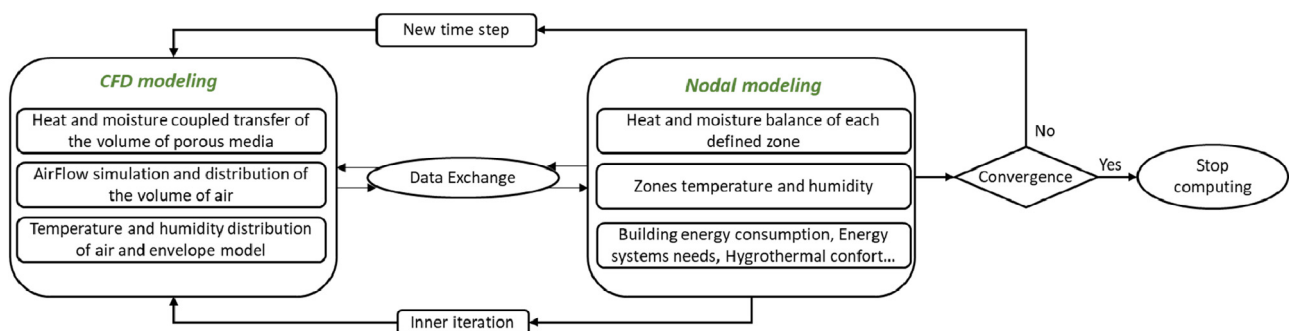 New time step
CFD modeling
Heat and moisture coupled transfer of
the volume of porous media
AirFlow simulation and distribution of
the volume of air
Temperature and humidity distribution
of air and envelope model
Data Exchange
Nodal modeling
Heat and moisture balance of each
defined zone
Zones temperature and humidity
Building energy consumption, Energy
systems needs, Hygrothermal confort...
No
Convergence
Yes
Stop
computing
Inner iteration